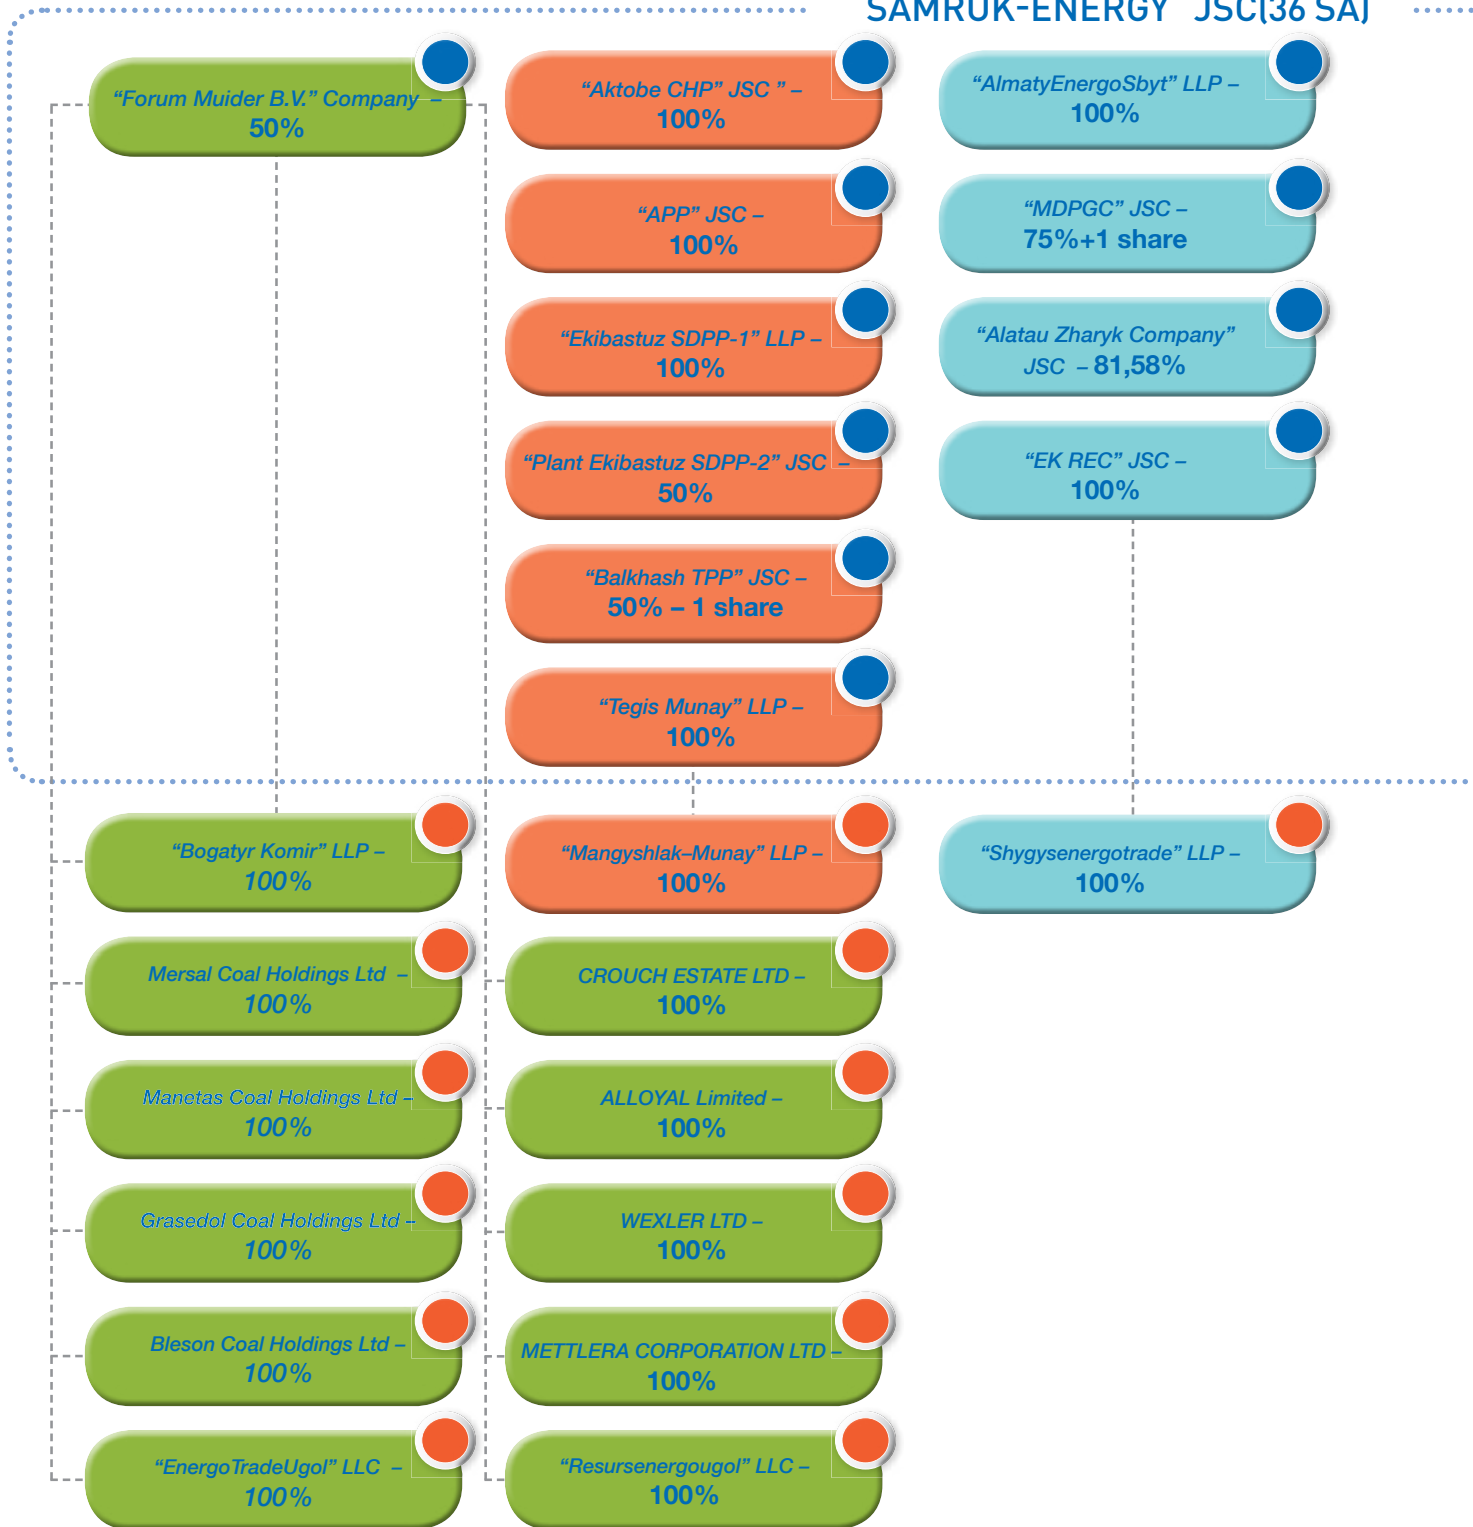 SAMRUK-ENERGY" JSC(36 SA)
“Forum Muider B.V.” Company –
50%
“Aktobe CHP” JSC ” –
100%
“AlmatyEnergoSbyt” LLP –
100%
“APP” JSC –
100%
“MDPGC” JSC –
75%+1 share
“Ekibastuz SDPP-1” LLP –
100%
“Alatau Zharyk Company”
JSC – 81,58%
“Plant Ekibastuz SDPP-2” JSC –
50%
“EK REC” JSC –
100%
“Balkhash TPP” JSC –
50% – 1 share
“Tegis Munay” LLP –
100%
“Bogatyr Komir” LLP –
100%
“Mangyshlak–Munay” LLP –
100%
“Shygysenergotrade” LLP –
100%
Mersal Coal Holdings Ltd –
100%
CROUCH ESTATE LTD –
100%
Manetas Coal Holdings Ltd –
100%
ALLOYAL Limited –
100%
Grasedol Coal Holdings Ltd –
100%
WEXLER LTD –
100%
Bleson Coal Holdings Ltd –
100%
METTLERA CORPORATION LTD –
100%
“EnergoTradeUgol” LLC –
100%
“Resursenergougol” LLC –
100%